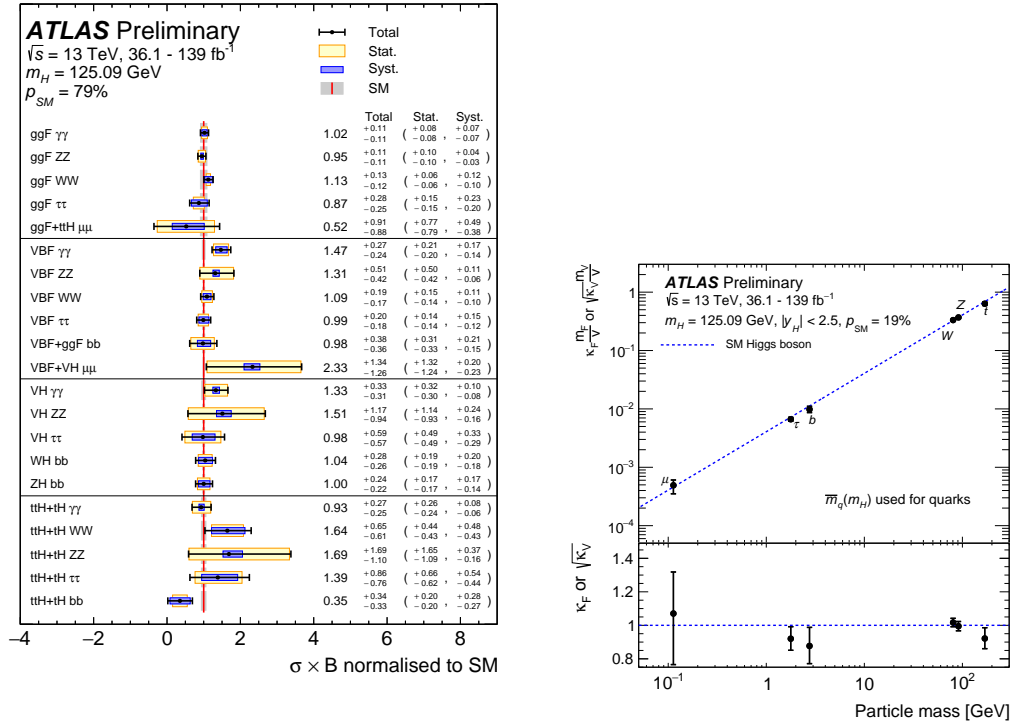 ATLAS Preliminary
√s = 13 TeV, 36.1 - 139 fb⁻¹
m_H = 125.09 GeV
p_SM = 79%
Total
Stat.
Syst.
SM
Total Stat. Syst.
ggF γγ 1.02 +0.11 −0.11 ( +0.08 −0.08 , +0.07 −0.07 )
ggF ZZ 0.95 +0.11 −0.11 ( +0.10 −0.10 , +0.04 −0.03 )
ggF WW 1.13 +0.13 −0.12 ( +0.06 −0.06 , +0.12 −0.10 )
ggF ττ 0.87 +0.28 −0.25 ( +0.15 −0.15 , +0.23 −0.20 )
ggF+ttH μμ 0.52 +0.91 −0.88 ( +0.77 −0.79 , +0.49 −0.38 )
VBF γγ 1.47 +0.27 −0.24 ( +0.21 −0.20 , +0.17 −0.14 )
VBF ZZ 1.31 +0.51 −0.42 ( +0.50 −0.42 , +0.11 −0.06 )
VBF WW 1.09 +0.19 −0.17 ( +0.15 −0.14 , +0.11 −0.10 )
VBF ττ 0.99 +0.20 −0.18 ( +0.14 −0.14 , +0.15 −0.12 )
VBF+ggF bb 0.98 +0.38 −0.36 ( +0.31 −0.33 , +0.21 −0.15 )
VBF+VH μμ 2.33 +1.34 −1.26 ( +1.32 −1.24 , +0.20 −0.23 )
VH γγ 1.33 +0.33 −0.31 ( +0.32 −0.30 , +0.10 −0.08 )
VH ZZ 1.51 +1.17 −0.94 ( +1.14 −0.93 , +0.24 −0.16 )
VH ττ 0.98 +0.59 −0.57 ( +0.49 −0.49 , +0.33 −0.29 )
WH bb 1.04 +0.28 −0.26 ( +0.19 −0.19 , +0.20 −0.18 )
ZH bb 1.00 +0.24 −0.22 ( +0.17 −0.17 , +0.17 −0.14 )
ttH+tH γγ 0.93 +0.27 −0.25 ( +0.26 −0.24 , +0.08 −0.06 )
ttH+tH WW 1.64 +0.65 −0.61 ( +0.44 −0.43 , +0.48 −0.43 )
ttH+tH ZZ 1.69 +1.69 −1.10 ( +1.65 −1.09 , +0.37 −0.16 )
ttH+tH ττ 1.39 +0.86 −0.76 ( +0.66 −0.62 , +0.54 −0.44 )
ttH+tH bb 0.35 +0.34 −0.33 ( +0.20 −0.20 , +0.28 −0.27 )
−4 −2 0 2 4 6 8
σ × B normalised to SM
κ_F m_F/V or √κ_V m_V/V
1
10⁻¹
10⁻²
10⁻³
10⁻⁴
ATLAS Preliminary
√s = 13 TeV, 36.1 - 139 fb⁻¹
m_H = 125.09 GeV, |y_H| < 2.5, p_SM = 19%
SM Higgs boson
Z
W
t
τ
b
μ
m̅_q(m_H) used for quarks
κ_F or √κ_V
1.4
1.2
1
0.8
10⁻¹ 1 10 10²
Particle mass [GeV]